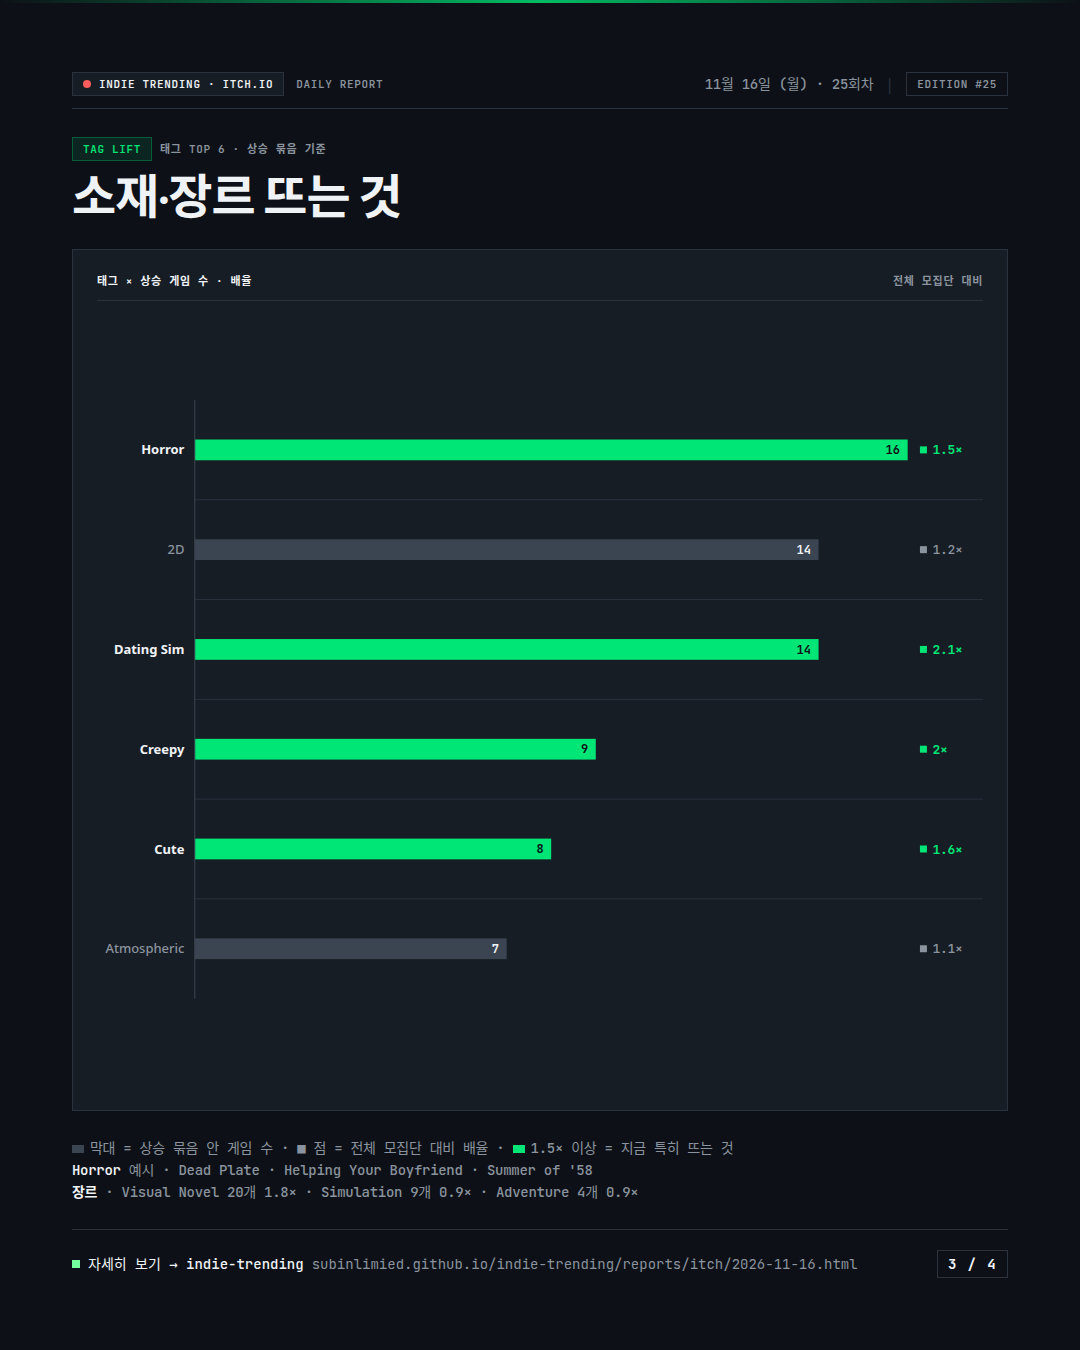 INDIE TRENDING · ITCH.IO DAILY REPORT 11월 16일 (월) · 25회차 EDITION #25
TAG LIFT 태그 TOP 6 · 상승 묶음 기준
소재·장르 뜨는 것
태그 × 상승 게임 수 · 배율 전체 모집단 대비
Horror 16 1.5×
2D 14 1.2×
Dating Sim 14 2.1×
Creepy 9 2×
Cute 8 1.6×
Atmospheric 7 1.1×
막대 = 상승 묶음 안 게임 수 · 점 = 전체 모집단 대비 배율 · 1.5× 이상 = 지금 특히 뜨는 것
Horror 예시 · Dead Plate · Helping Your Boyfriend · Summer of '58
장르 · Visual Novel 20개 1.8× · Simulation 9개 0.9× · Adventure 4개 0.9×
자세히 보기 → indie-trending subinlimied.github.io/indie-trending/reports/itch/2026-11-16.html 3 / 4